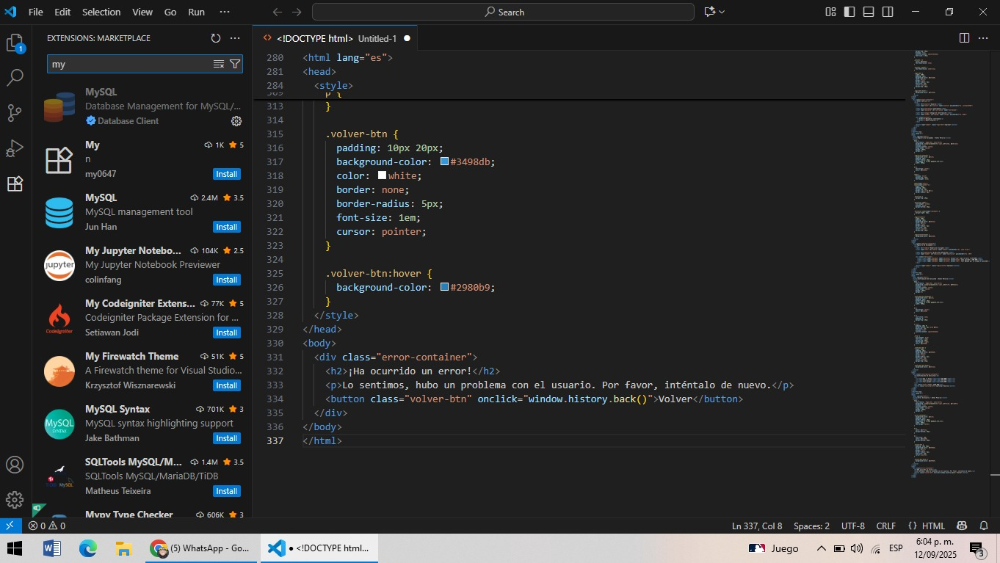 File Edit Selection View Go Run ···
Search
EXTENSIONS: MARKETPLACE
my
MySQL
Database Management for MySQL/...
Database Client
My 1K 5
n
my0647 Install
MySQL 2.4M 3.5
MySQL management tool
Jun Han Install
jupyter
My Jupyter Notebo... 104K 2.5
My Jupyter Notebook Previewer
colinfang Install
CodeIgniter
My Codeigniter Extens... 77K 5
Codeigniter Package Extension for ...
Setiawan Jodi Install
My Firewatch Theme 51K 5
A Firewatch theme for Visual Studio...
Krzysztof Wisznarewski Install
MySQL SYNTAX
MySQL Syntax 701K 3
MySQL syntax highlighting support
Jake Bathman Install
TiDB MySQL
SQLTools MySQL/M... 1.4M 3.5
SQLTools MySQL/MariaDB/TiDB
Matheus Teixeira Install
Mypy Type Checker 606K 3
1
<!DOCTYPE html> Untitled-1
280 <html lang="es">
281 <head>
284 <style>
309 p {
313 }
314
315 .volver-btn {
316 padding: 10px 20px;
317 background-color: #3498db;
318 color: white;
319 border: none;
320 border-radius: 5px;
321 font-size: 1em;
322 cursor: pointer;
323 }
324
325 .volver-btn:hover {
326 background-color: #2980b9;
327 }
328 </style>
329 </head>
330 <body>
331 <div class="error-container">
332 <h2>¡Ha ocurrido un error!</h2>
333 <p>Lo sentimos, hubo un problema con el usuario. Por favor, inténtalo de nuevo.</p>
334 <button class="volver-btn" onclick="window.history.back()">Volver</button>
335 </div>
336 </body>
337 </html>
0 0 Ln 337, Col 8 Spaces: 2 UTF-8 CRLF {} HTML
(5) WhatsApp - Go... ● <!DOCTYPE html... Juego ESP 6:04 p. m.
12/09/2025 3